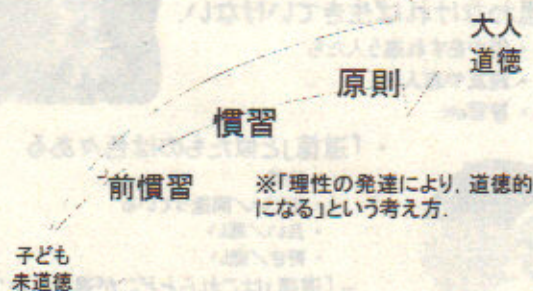 大人
道徳
原則
慣習
前慣習
※「理性の発達により，道徳的
になる」という考え方．
子ども
未道徳